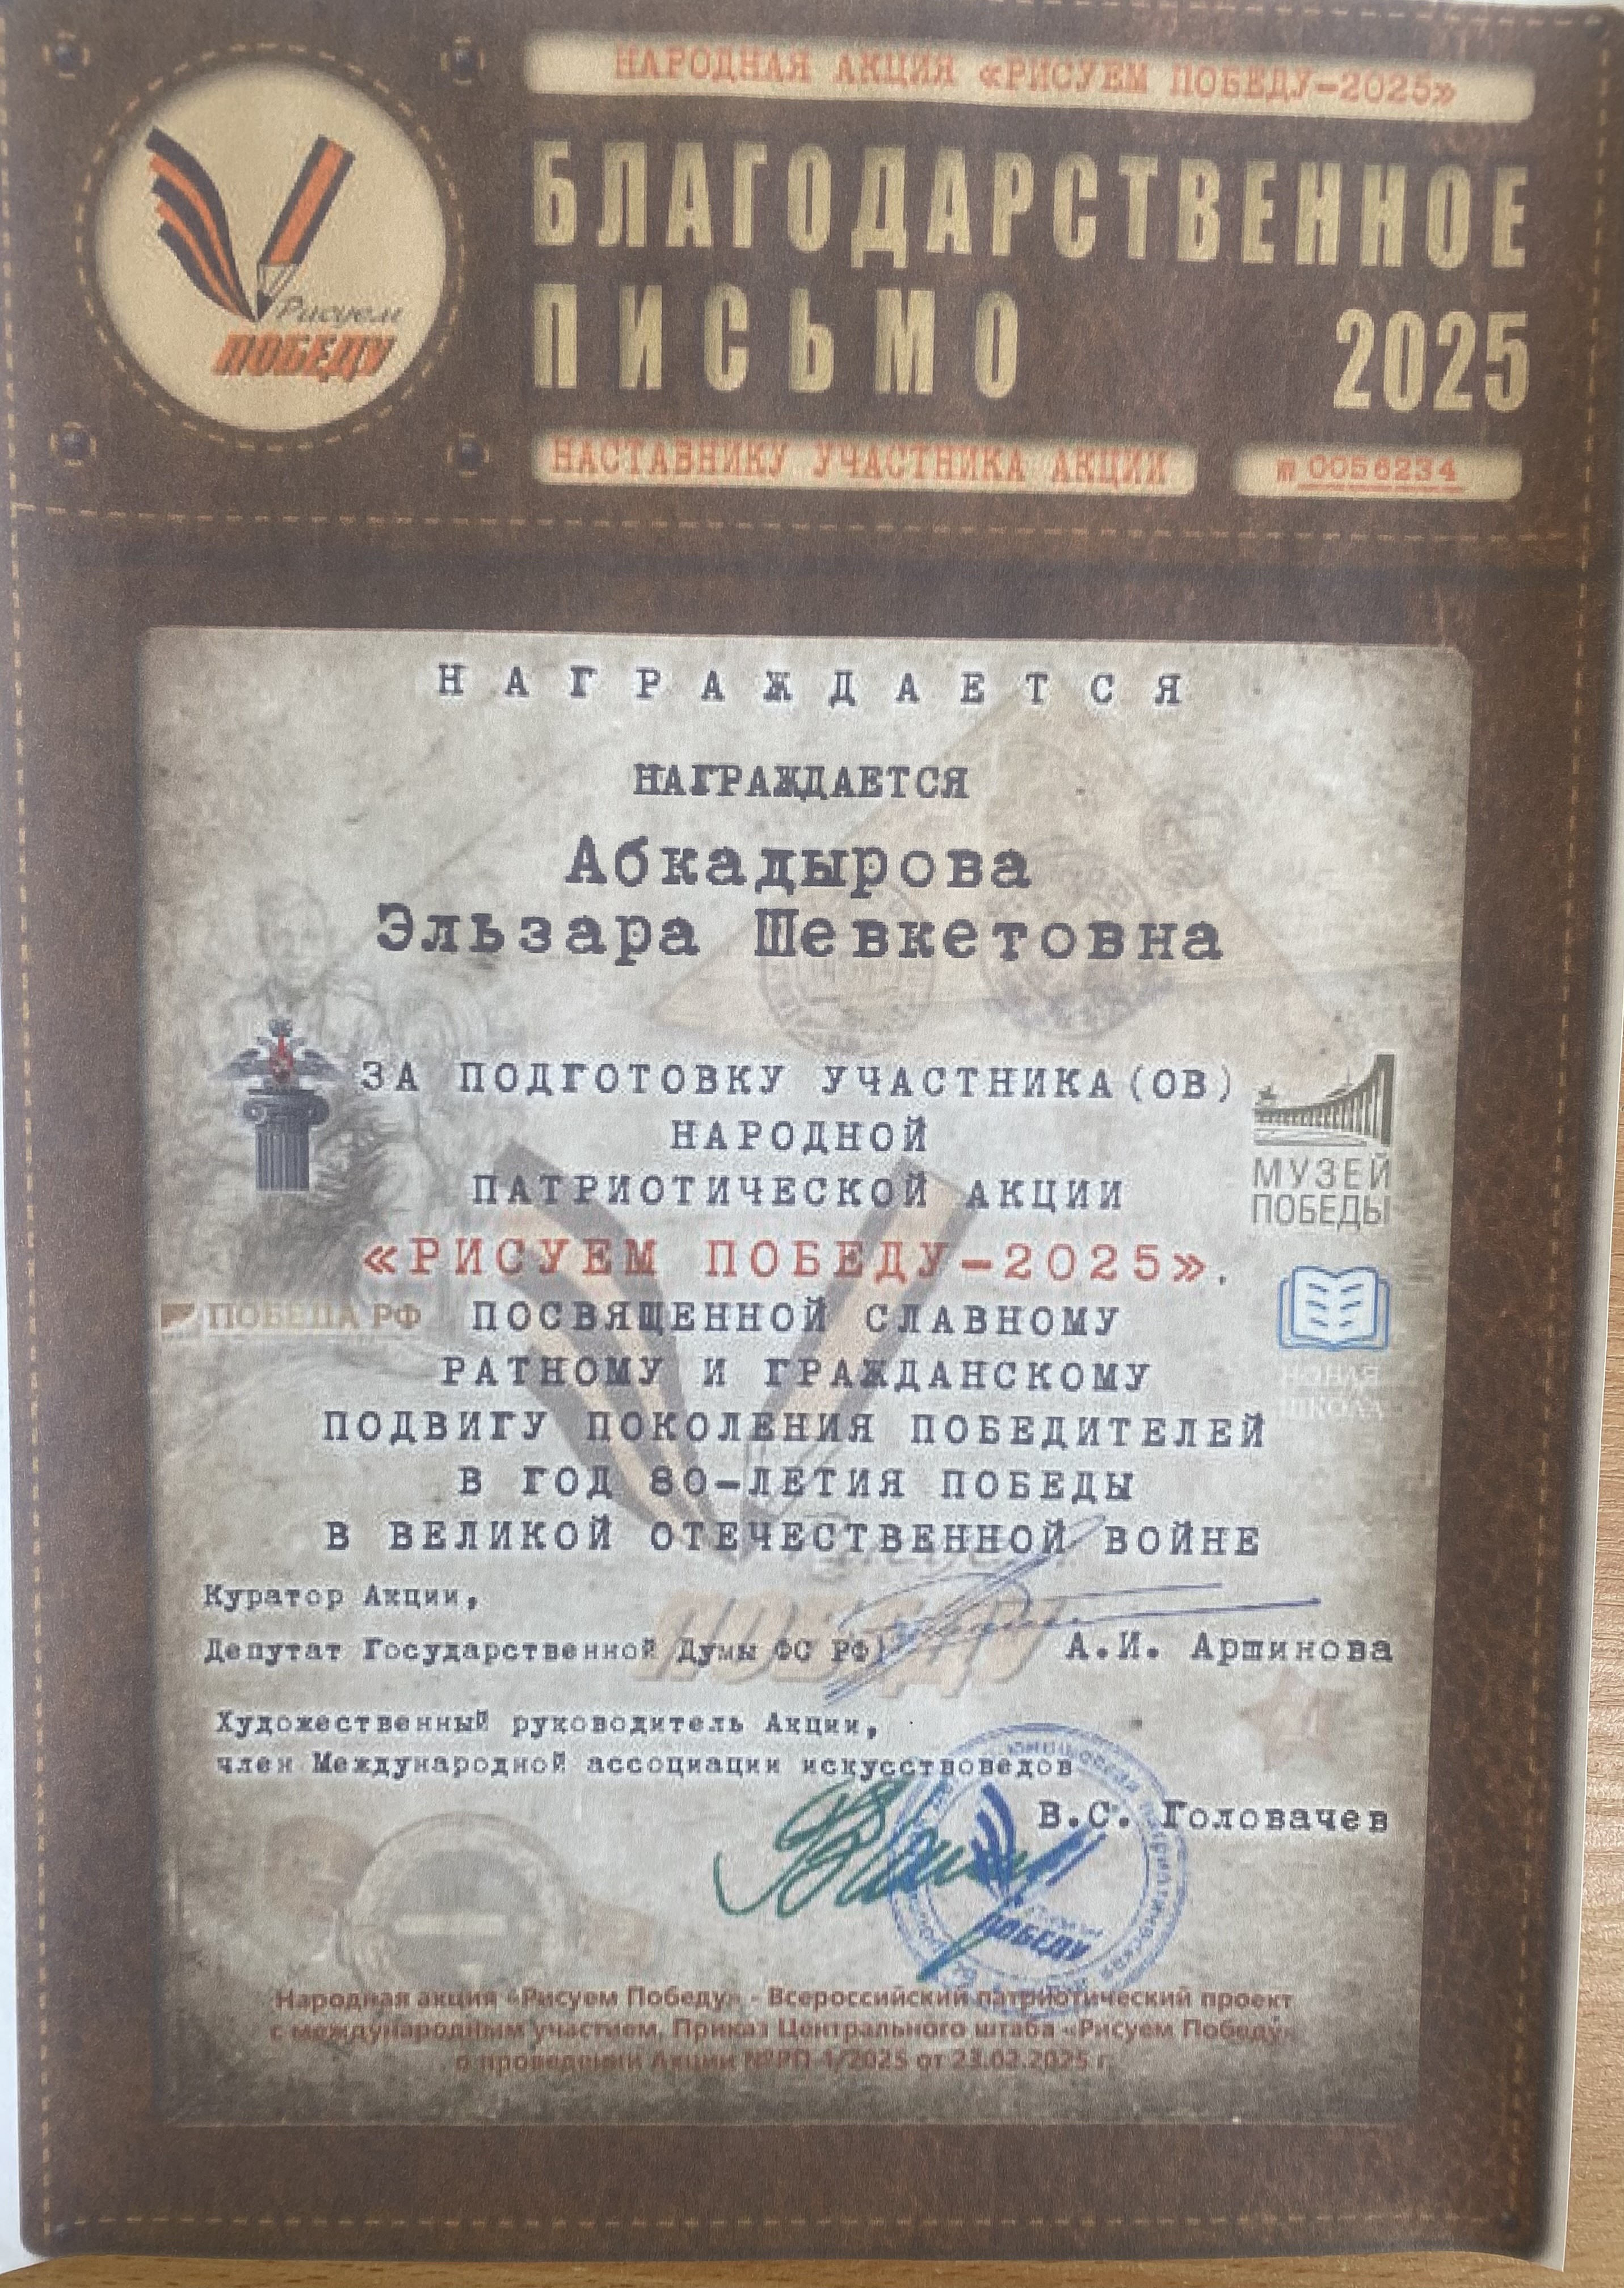 НАРОДНАЯ АКЦИЯ «РИСУЕМ ПОБЕДУ-2025»
БЛАГОДАРСТВЕННОЕ
ПИСЬМО 2025
Рисуем
ПОБЕДУ
НАСТАВНИКУ УЧАСТНИКА АКЦИИ
№ 0056234
НАГРАЖДАЕТСЯ
НАГРАЖДАЕТСЯ
Абкадырова
Эльзара Шевкетовна
ЗА ПОДГОТОВКУ УЧАСТНИКА(ОВ)
НАРОДНОЙ
ПАТРИОТИЧЕСКОЙ АКЦИИ
МУЗЕЙ
ПОБЕДЫ
«РИСУЕМ ПОБЕДУ-2025».
ПОБЕДА РФ
ПОСВЯЩЕННОЙ СЛАВНОМУ
РАТНОМУ И ГРАЖДАНСКОМУ
НОВАЯ
ШКОЛА
ПОДВИГУ ПОКОЛЕНИЯ ПОБЕДИТЕЛЕЙ
В ГОД 80-ЛЕТИЯ ПОБЕДЫ
В ВЕЛИКОЙ ОТЕЧЕСТВЕННОЙ ВОЙНЕ
Куратор Акции,
Депутат Государственной Думы ФС РФ) А.И. Аршинова
Художественный руководитель Акции,
член Международной ассоциации искусствоведов
В.С. Головачев
ПОБЕДУ
Народная акция «Рисуем Победу» - Всероссийский патриотический проект
с международным участием, Приказ Центрального штаба «Рисуем Победу»
о проведении Акции №РП-1/2025 от 23.02.2025 г.